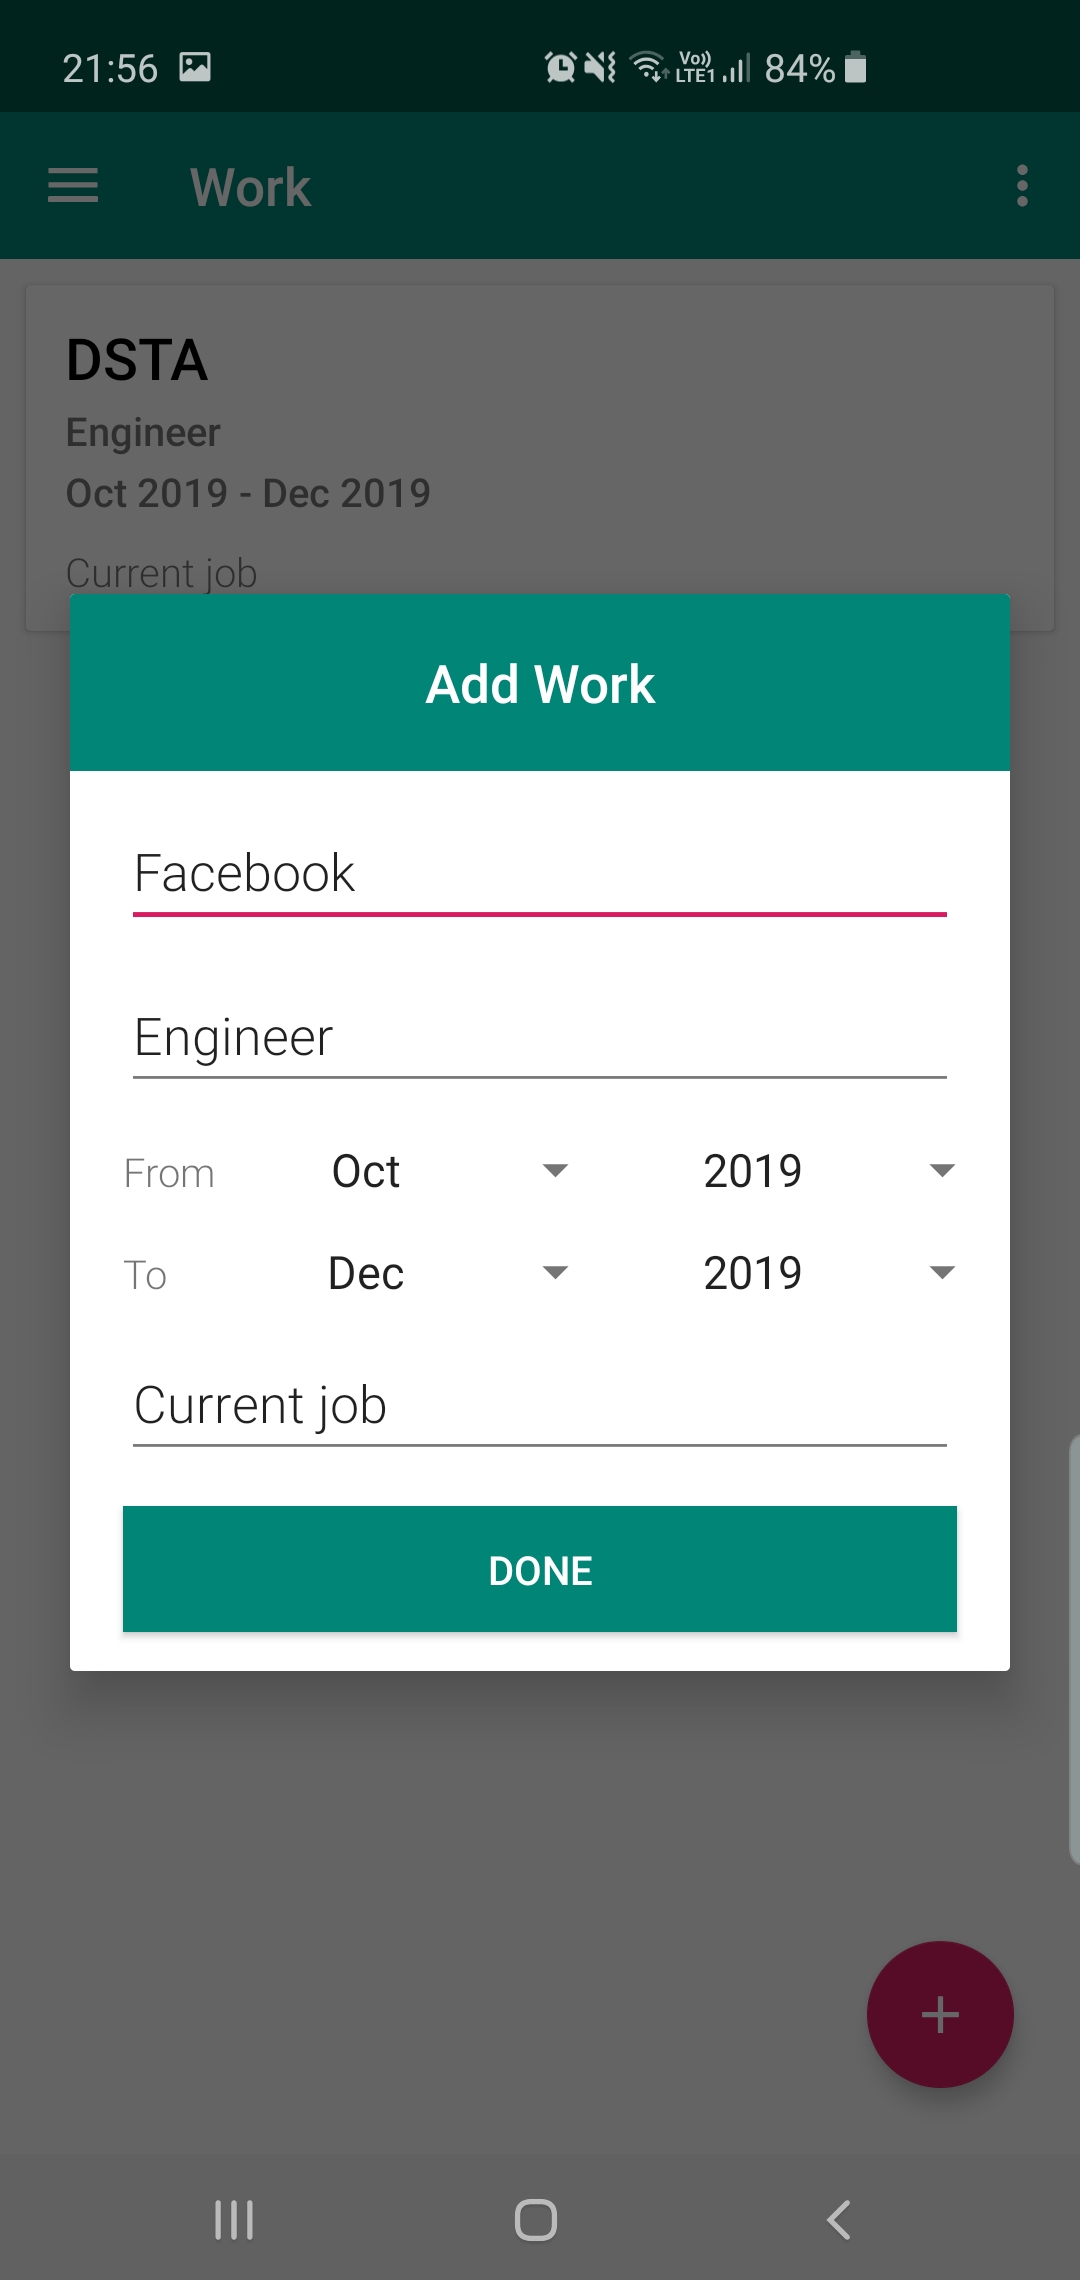 21:56 Vo)) LTE1 84%
Work
DSTA
Engineer
Oct 2019 - Dec 2019
Current job
Add Work
Facebook
Engineer
From Oct 2019
To Dec 2019
Current job
DONE